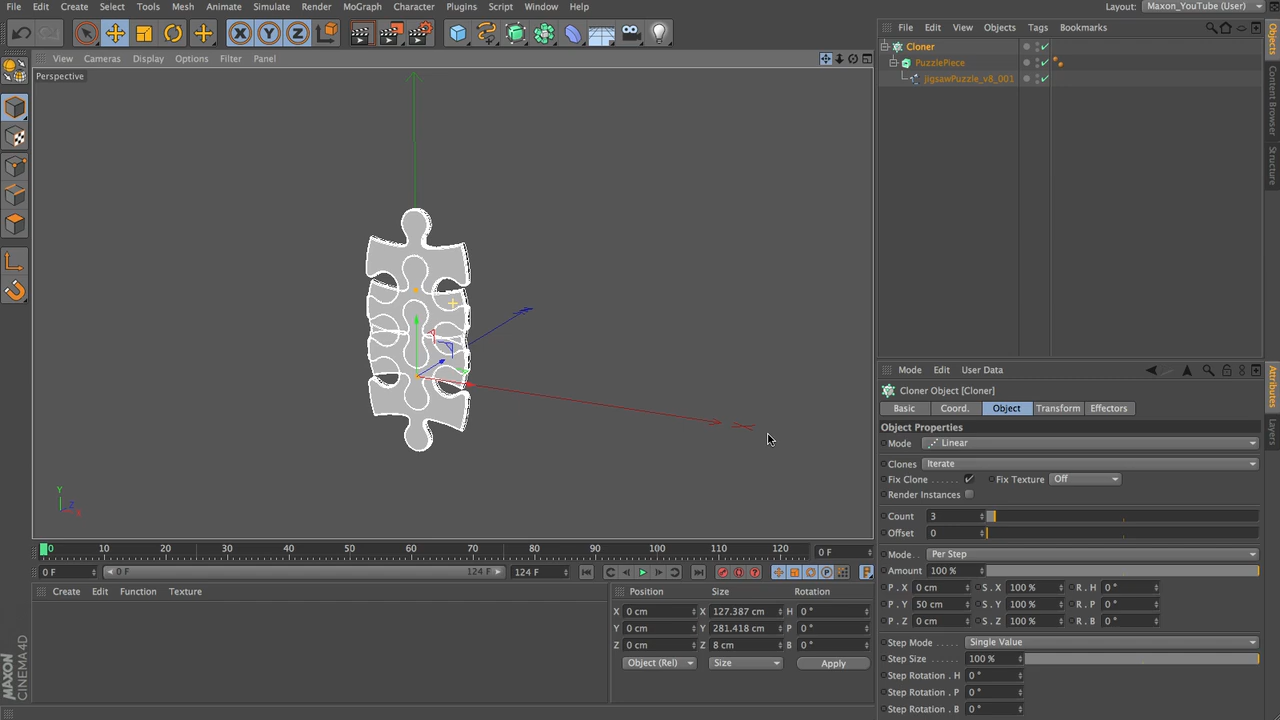 File Edit Create Select Tools Mesh Animate Simulate Render MoGraph Character Plugins Script Window Help Layout: Maxon_YouTube (User)
File Edit View Objects Tags Bookmarks
Cloner
PuzzlePiece
jigsawPuzzle_v8_001
View Cameras Display Options Filter Panel
Perspective
X Y Z
Y
Z
X
Objects
Content Browser
Structure
Mode Edit User Data
Cloner Object [Cloner]
Basic Coord. Object Transform Effectors
Object Properties
Mode Linear
Clones Iterate
Fix Clone Fix Texture Off
Render Instances
Count 3
Offset 0
Mode Per Step
Amount 100 %
P . X 0 cm S . X 100 % R . H 0 °
P . Y 50 cm S . Y 100 % R . P 0 °
P . Z 0 cm S . Z 100 % R . B 0 °
Step Mode Single Value
Step Size 100 %
Step Rotation . H 0 °
Step Rotation . P 0 °
Step Rotation . B 0 °
Attributes
Layers
0 10 20 30 40 50 60 70 80 90 100 110 120 0 F
0 F 0 F 124 F 124 F
Create Edit Function Texture
Position Size Rotation
X 0 cm X 127.387 cm H 0 °
Y 0 cm Y 281.418 cm P 0 °
Z 0 cm Z 8 cm B 0 °
Object (Rel) Size Apply
MAXON
CINEMA 4D